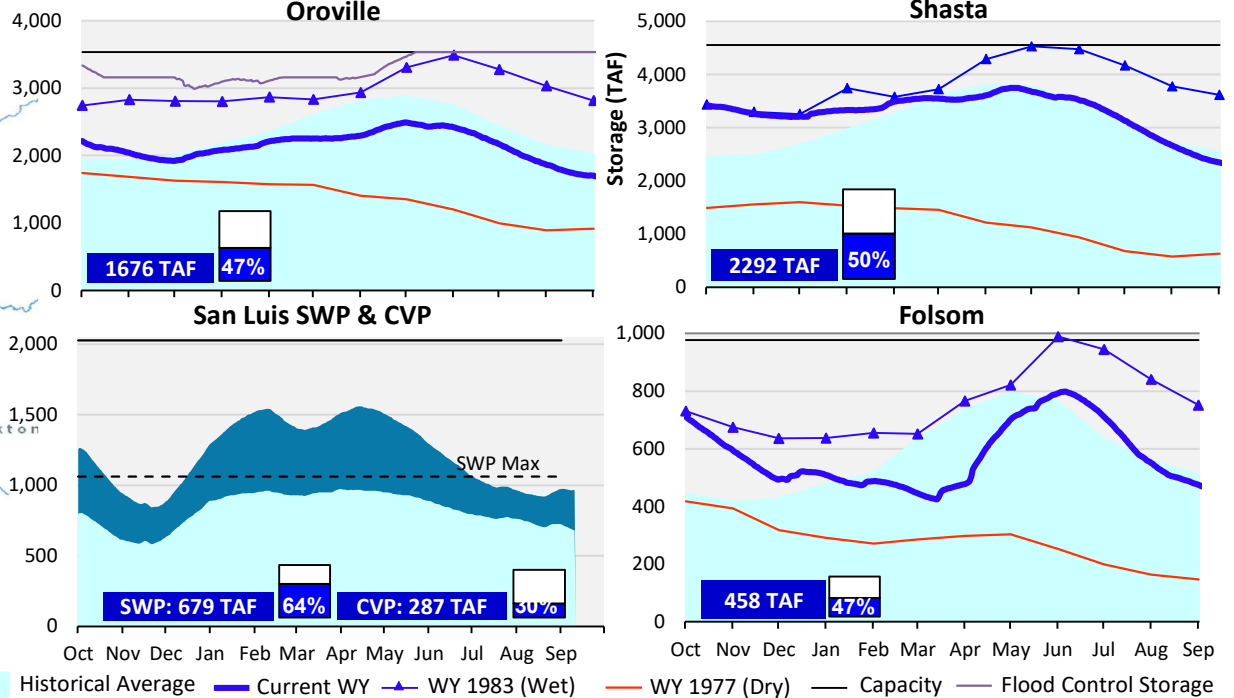 Oroville
4,000
3,000
2,000
1,000
0
1676 TAF
47%
Shasta
Storage (TAF)
5,000
4,000
3,000
2,000
1,000
0
2292 TAF
50%
San Luis SWP & CVP
2,000
1,500
1,000
500
0
SWP Max
SWP: 679 TAF
64%
CVP: 287 TAF
30%
Oct Nov Dec Jan Feb Mar Apr May Jun Jul Aug Sep
kton
Folsom
1,000
800
600
400
200
0
458 TAF
47%
Oct Nov Dec Jan Feb Mar Apr May Jun Jul Aug Sep
Historical Average Current WY WY 1983 (Wet) WY 1977 (Dry) Capacity Flood Control Storage